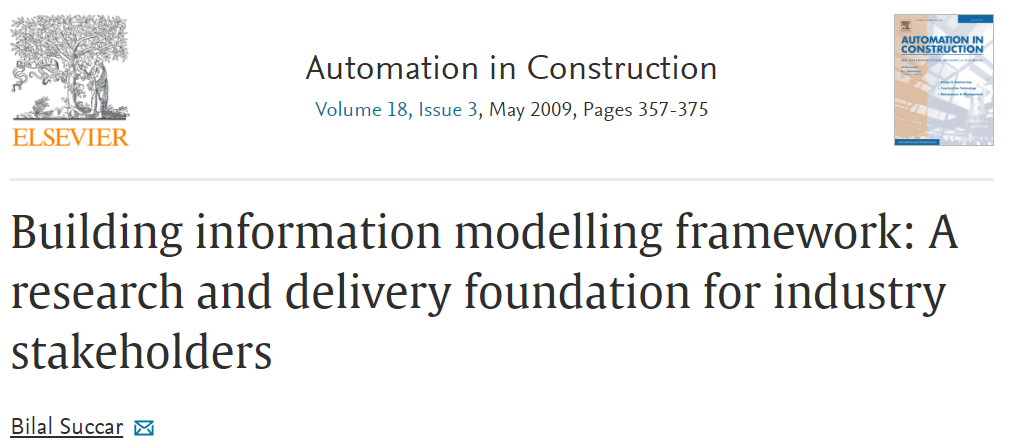 ELSEVIER
Automation in Construction
Volume 18, Issue 3, May 2009, Pages 357-375
AUTOMATION IN
CONSTRUCTION
Building information modelling framework: A
research and delivery foundation for industry
stakeholders
Bilal Succar